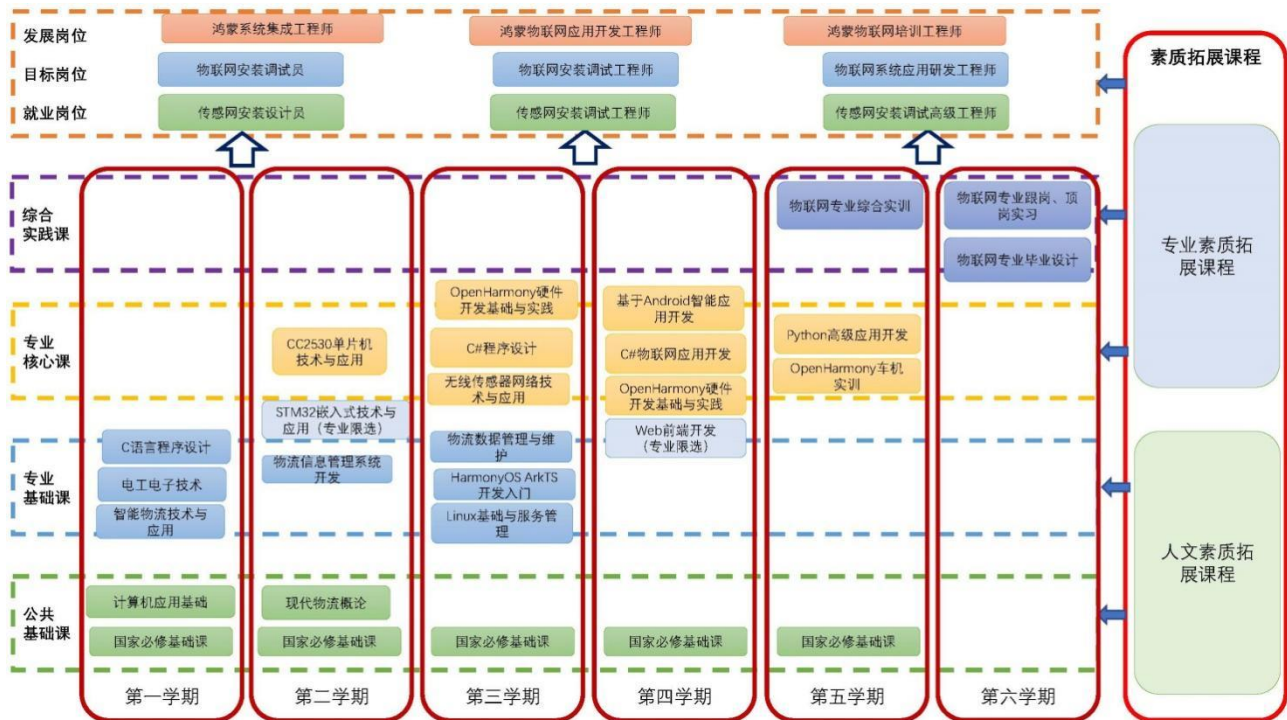 发展岗位
鸿蒙系统集成工程师
鸿蒙物联网应用开发工程师
鸿蒙物联网培训工程师
目标岗位
物联网安装调试员
物联网安装调试工程师
物联网系统应用研发工程师
就业岗位
传感网安装设计员
传感网安装调试工程师
传感网安装调试高级工程师
素质拓展课程
综合
实践课
物联网专业综合实训
物联网专业跟岗、顶
岗实习
物联网专业毕业设计
专业素质拓
展课程
专业
核心课
CC2530单片机
技术与应用
OpenHarmony硬件
开发基础与实践
C#程序设计
无线传感器网络技
术与应用
基于Android智能应
用开发
C#物联网应用开发
OpenHarmony硬件
开发基础与实践
Python高级应用开发
OpenHarmony车机
实训
STM32嵌入式技术与
应用（专业限选）
Web前端开发
（专业限选）
专业
基础课
C语言程序设计
电工电子技术
智能物流技术与
应用
物流信息管理系统
开发
物流数据管理与维
护
HarmonyOS ArkTS
开发入门
Linux基础与服务管
理
人文素质拓
展课程
公共
基础课
计算机应用基础
现代物流概论
国家必修基础课
国家必修基础课
国家必修基础课
国家必修基础课
国家必修基础课
第一学期
第二学期
第三学期
第四学期
第五学期
第六学期